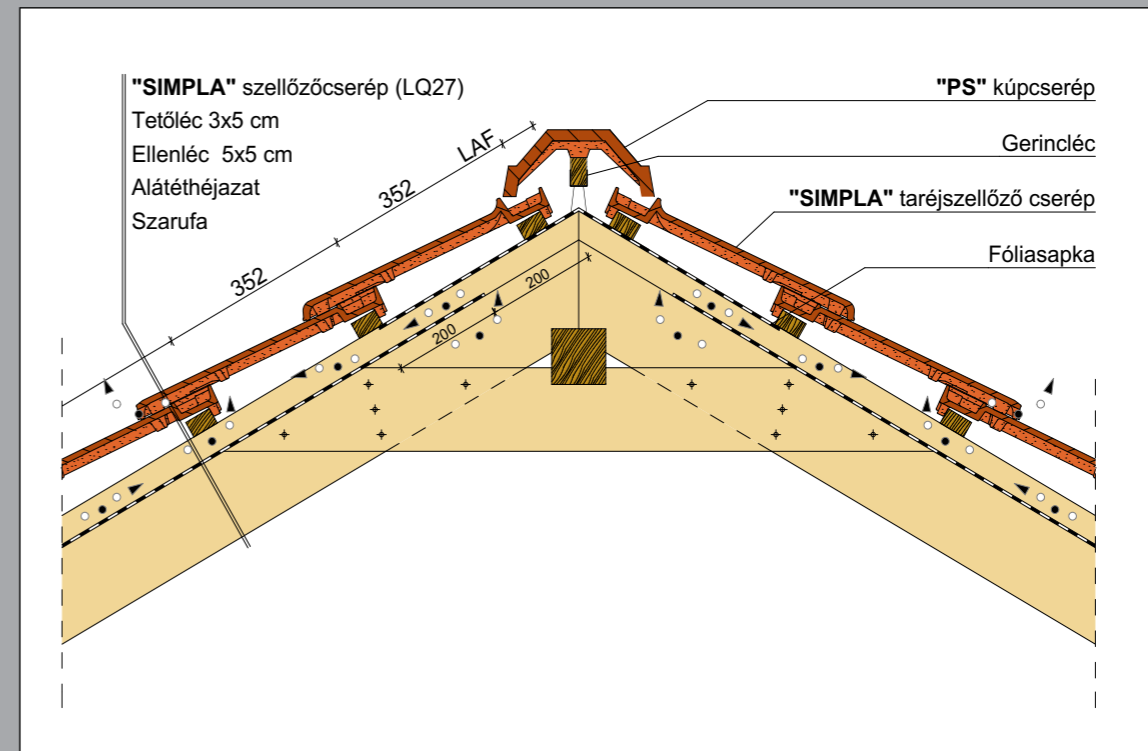 "SIMPLA" szellőzőcserép (LQ27)
Tetőléc 3x5 cm
Ellenléc 5x5 cm
Alátéthéjazat
Szarufa
"PS" kúpcserép
Gerincléc
"SIMPLA" taréjszellőző cserép
Fóliasapka
LAF
352
352
200
200